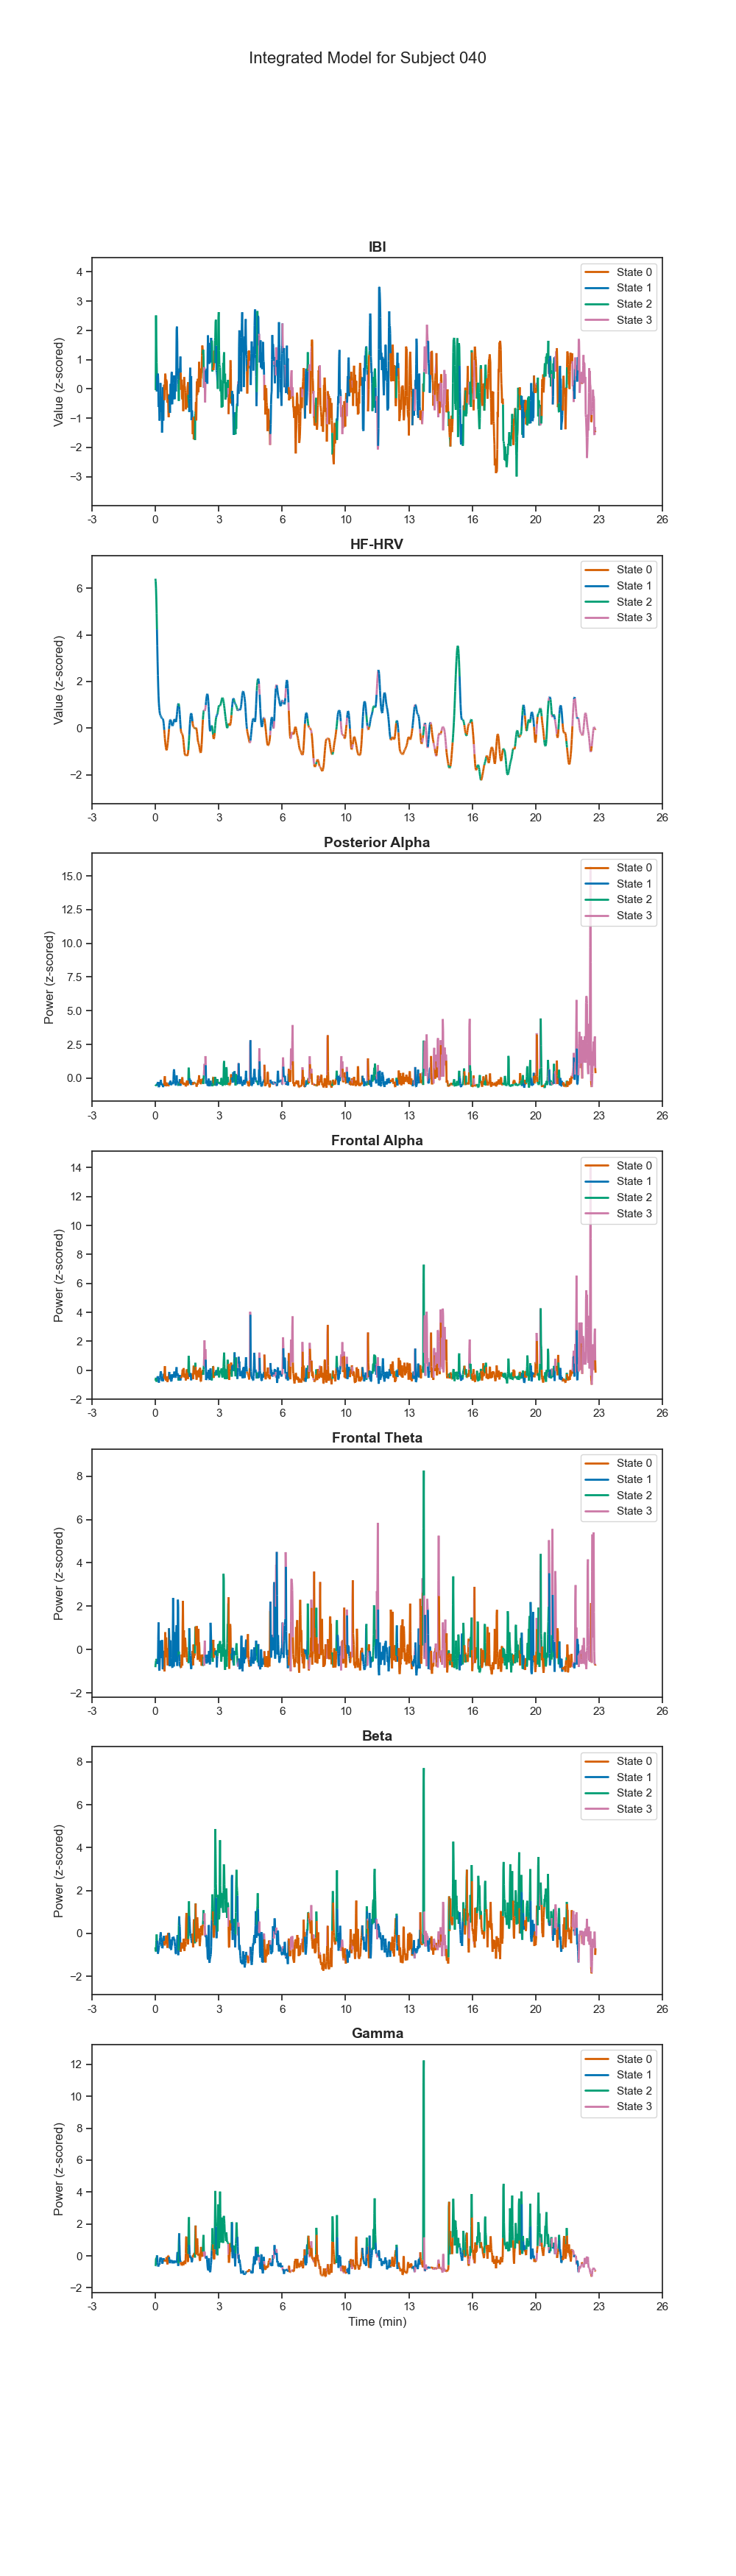 Integrated Model for Subject 040
IBI
State 0
State 1
State 2
State 3
Value (z-scored)
4
3
2
1
0
−1
−2
−3
-3 0 3 6 10 13 16 20 23 26
HF-HRV
State 0
State 1
State 2
State 3
Value (z-scored)
6
4
2
0
−2
-3 0 3 6 10 13 16 20 23 26
Posterior Alpha
State 0
State 1
State 2
State 3
Power (z-scored)
15.0
12.5
10.0
7.5
5.0
2.5
0.0
-3 0 3 6 10 13 16 20 23 26
Frontal Alpha
State 0
State 1
State 2
State 3
Power (z-scored)
14
12
10
8
6
4
2
0
−2
-3 0 3 6 10 13 16 20 23 26
Frontal Theta
State 0
State 1
State 2
State 3
Power (z-scored)
8
6
4
2
0
−2
-3 0 3 6 10 13 16 20 23 26
Beta
State 0
State 1
State 2
State 3
Power (z-scored)
8
6
4
2
0
−2
-3 0 3 6 10 13 16 20 23 26
Gamma
State 0
State 1
State 2
State 3
Power (z-scored)
12
10
8
6
4
2
0
−2
-3 0 3 6 10 13 16 20 23 26
Time (min)